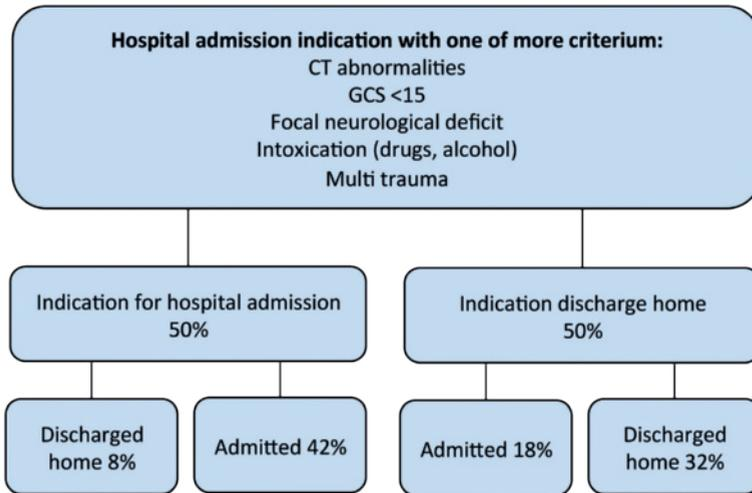 Hospital admission indication with one of more criterium:
CT abnormalities
GCS <15
Focal neurological deficit
Intoxication (drugs, alcohol)
Multi trauma
Indication for hospital admission
50%
Indication discharge home
50%
Discharged
home 8%
Admitted 42%
Admitted 18%
Discharged
home 32%